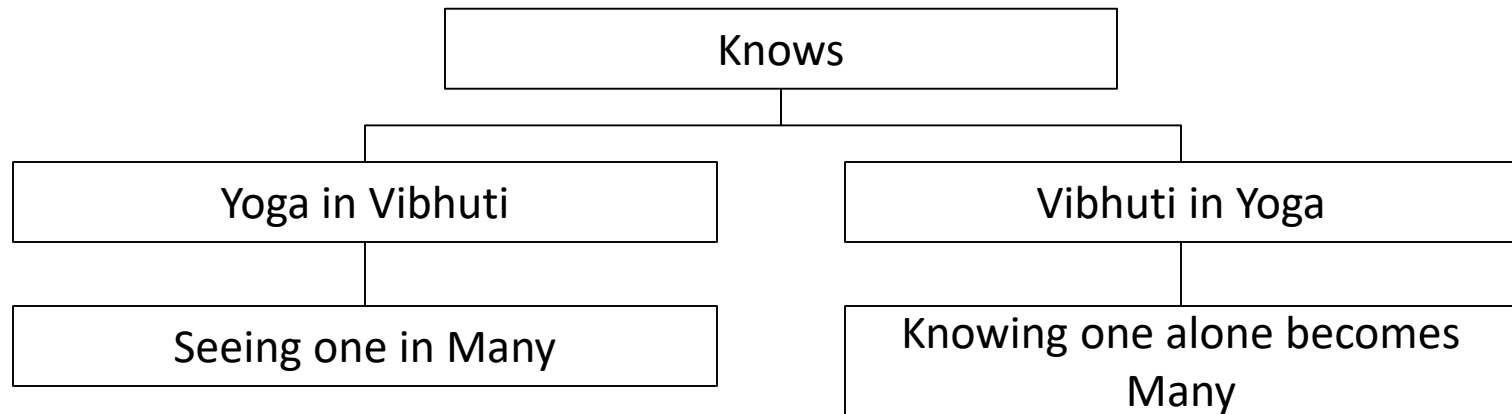 Knows
Yoga in Vibhuti
Vibhuti in Yoga
Seeing one in Many
Knowing one alone becomes
Many